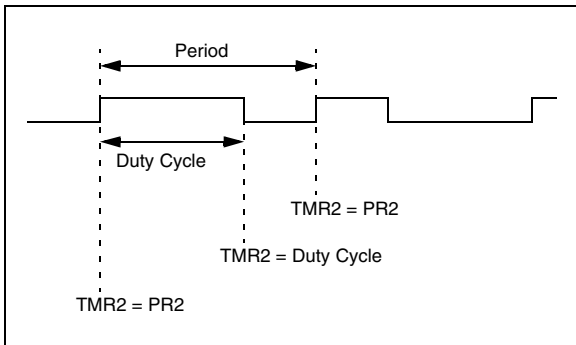 Period
Duty Cycle
TMR2 = PR2
TMR2 = Duty Cycle
TMR2 = PR2